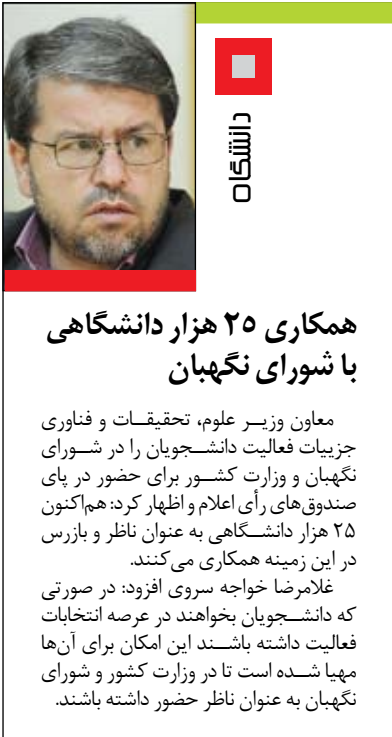 دانشگاه
همکاری ۲۵ هزار دانشگاهی
با شورای نگهبان
معاون وزیر علوم، تحقیقات و فناوری
جزییات فعالیت دانشجویان را در شورای
نگهبان و وزارت کشور برای حضور در پای
صندوق‌های رأی اعلام و اظهار کرد: هم‌اکنون
۲۵ هزار دانشگاهی به عنوان ناظر و بازرس
در این زمینه همکاری می‌کنند.
غلامرضا خواجه سروی افزود: در صورتی
که دانشجویان بخواهند در عرصه انتخابات
فعالیت داشته باشند این امکان برای آن‌ها
مهیا شده است تا در وزارت کشور و شورای
نگهبان به عنوان ناظر حضور داشته باشند.